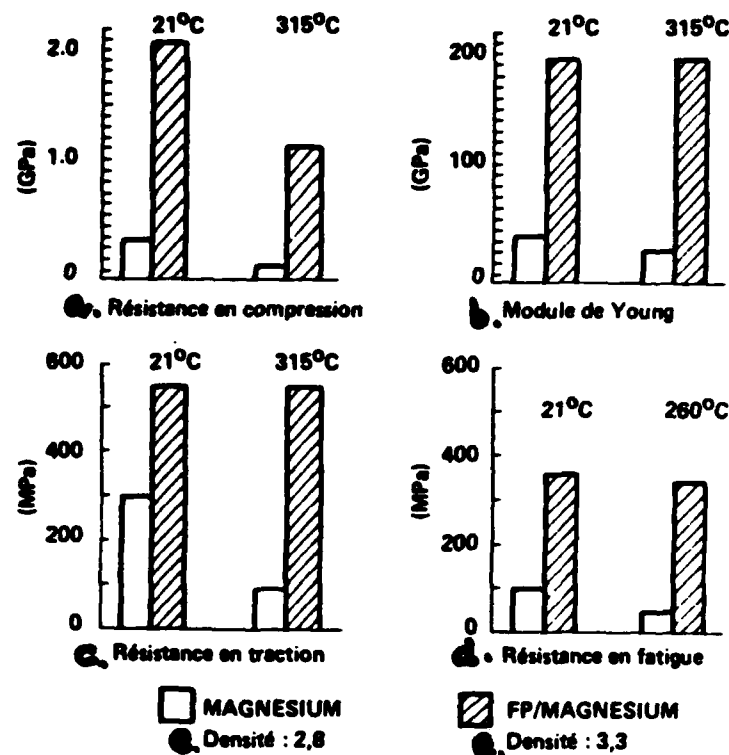 21°C 315°C
2.0
1.0
0
(GPa)
a. Résistance en compression
21°C 315°C
200
100
0
(GPa)
b. Module de Young
21°C 315°C
600
400
200
0
(MPa)
c. Résistance en traction
21°C 260°C
600
400
200
0
(MPa)
d. Résistance en fatigue
MAGNESIUM
Densité : 2,8
FP/MAGNESIUM
Densité : 3,3